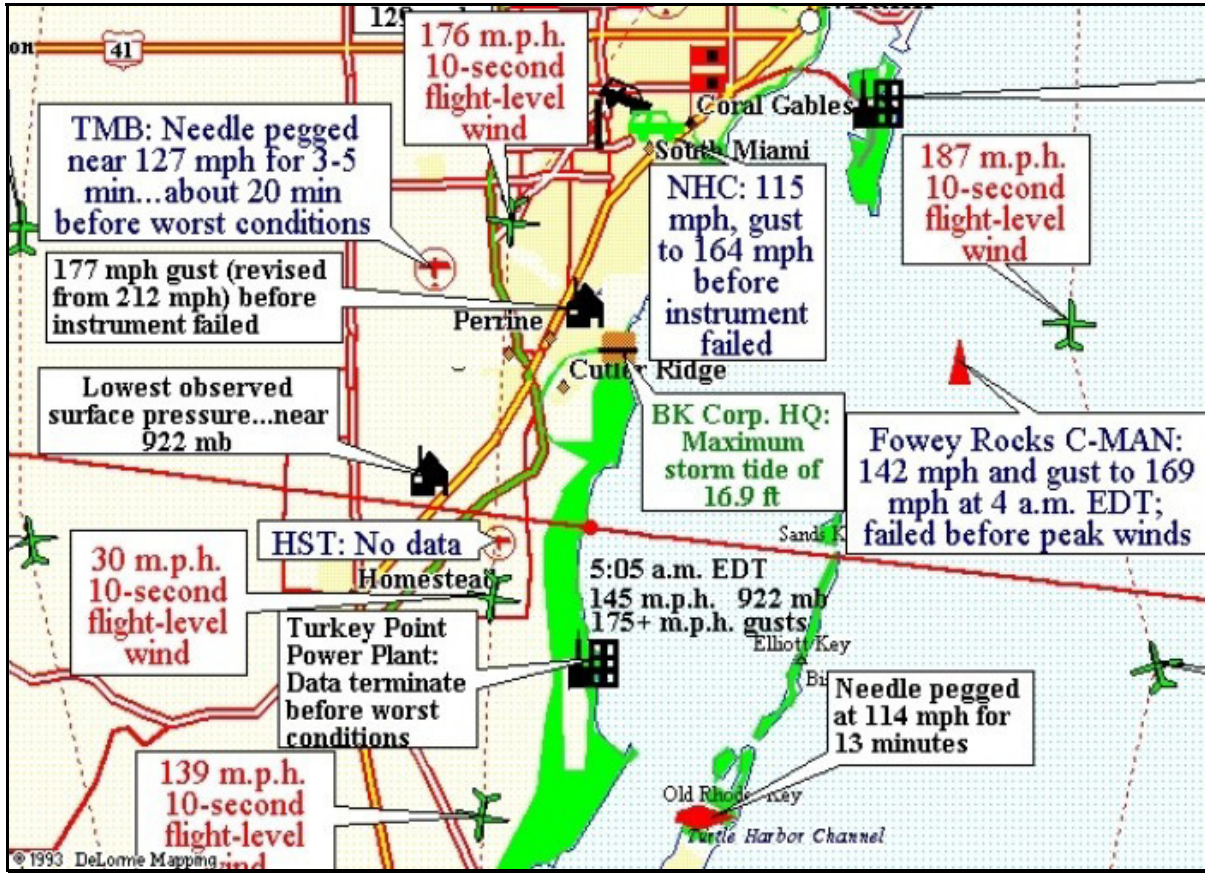 41
on
176 m.p.h.
10-second
flight-level
wind
TMB: Needle pegged
near 127 mph for 3-5
min...about 20 min
before worst conditions
Coral Gables
South Miami
NHC: 115
mph, gust
to 164 mph
before
instrument
failed
187 m.p.h.
10-second
flight-level
wind
177 mph gust (revised
from 212 mph) before
instrument failed
Perrine
Cutler Ridge
Lowest observed
surface pressure...near
922 mb
BK Corp. HQ:
Maximum
storm tide of
16.9 ft
Fowey Rocks C-MAN:
142 mph and gust to 169
mph at 4 a.m. EDT;
failed before peak winds
Sands K
HST: No data
Homestead
30 m.p.h.
10-second
flight-level
wind
5:05 a.m. EDT
145 m.p.h. 922 mb
175+ m.p.h. gusts
Turkey Point
Power Plant:
Data terminate
before worst
conditions
Elliott Key
Needle pegged
at 114 mph for
13 minutes
139 m.p.h.
10-second
flight-level
wind
Old Rhodes Key
Turtle Harbor Channel
© 1993 DeLorme Mapping